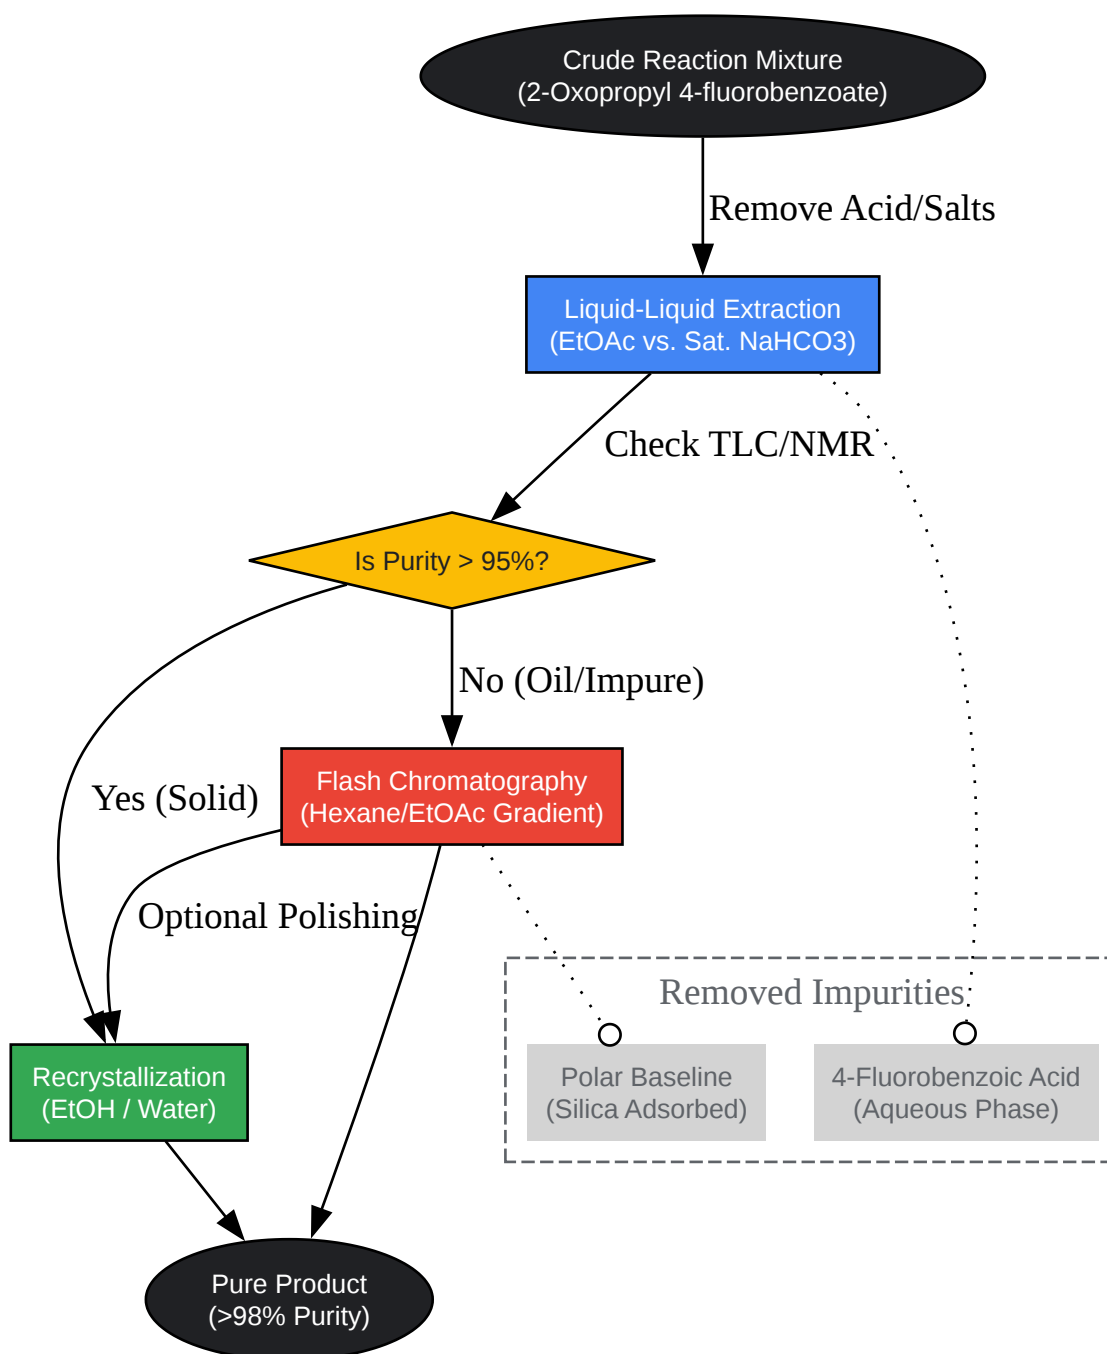 Crude Reaction Mixture
(2-Oxopropyl 4-fluorobenzoate)
Remove Acid/Salts
Liquid-Liquid Extraction
(EtOAc vs. Sat. NaHCO3)
Check TLC/NMR
Is Purity > 95%?
No (Oil/Impure)
Flash Chromatography
(Hexane/EtOAc Gradient)
Yes (Solid)
Optional Polishing
Removed Impurities
Recrystallization
(EtOH / Water)
Polar Baseline
(Silica Adsorbed)
4-Fluorobenzoic Acid
(Aqueous Phase)
Pure Product
(>98% Purity)